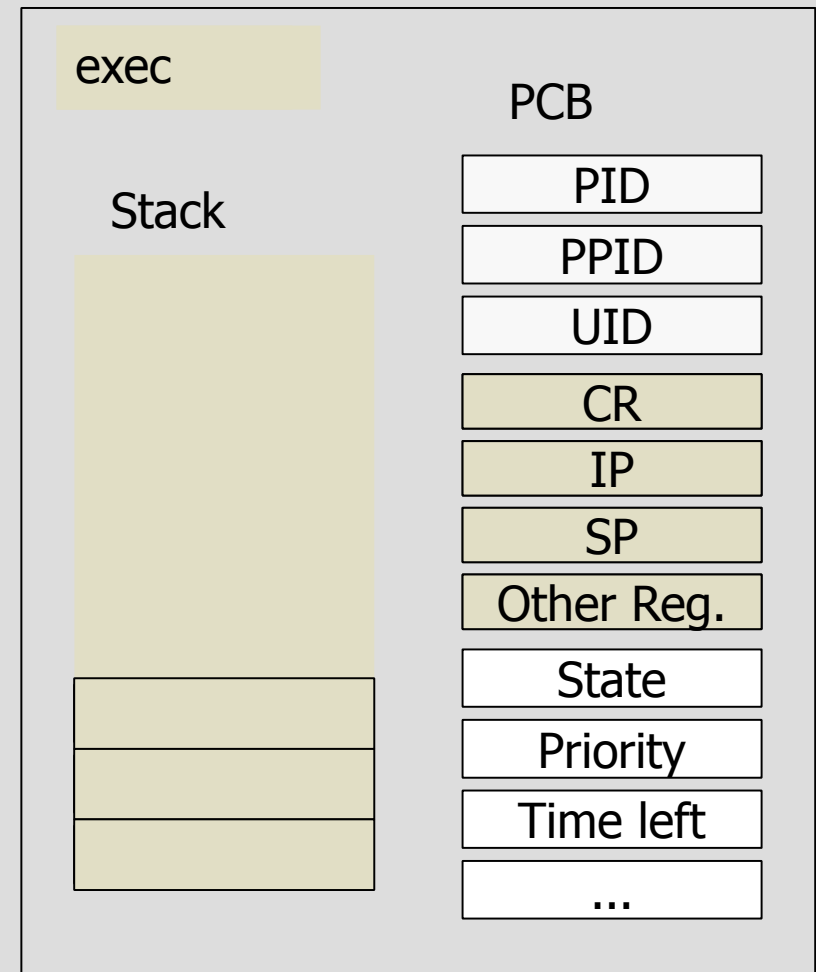 exec
Stack
PCB
PID
PPID
UID
CR
IP
SP
Other Reg.
State
Priority
Time left
...